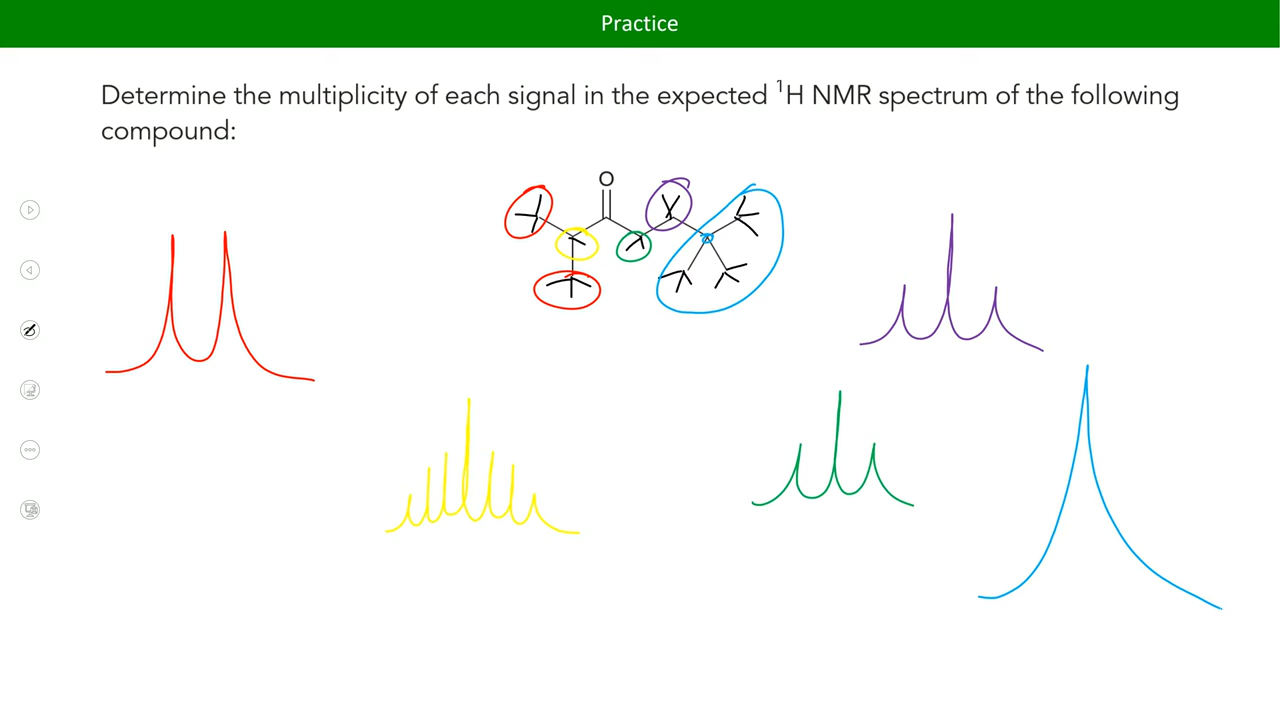 Practice
Determine the multiplicity of each signal in the expected ¹H NMR spectrum of the following
compound:
O